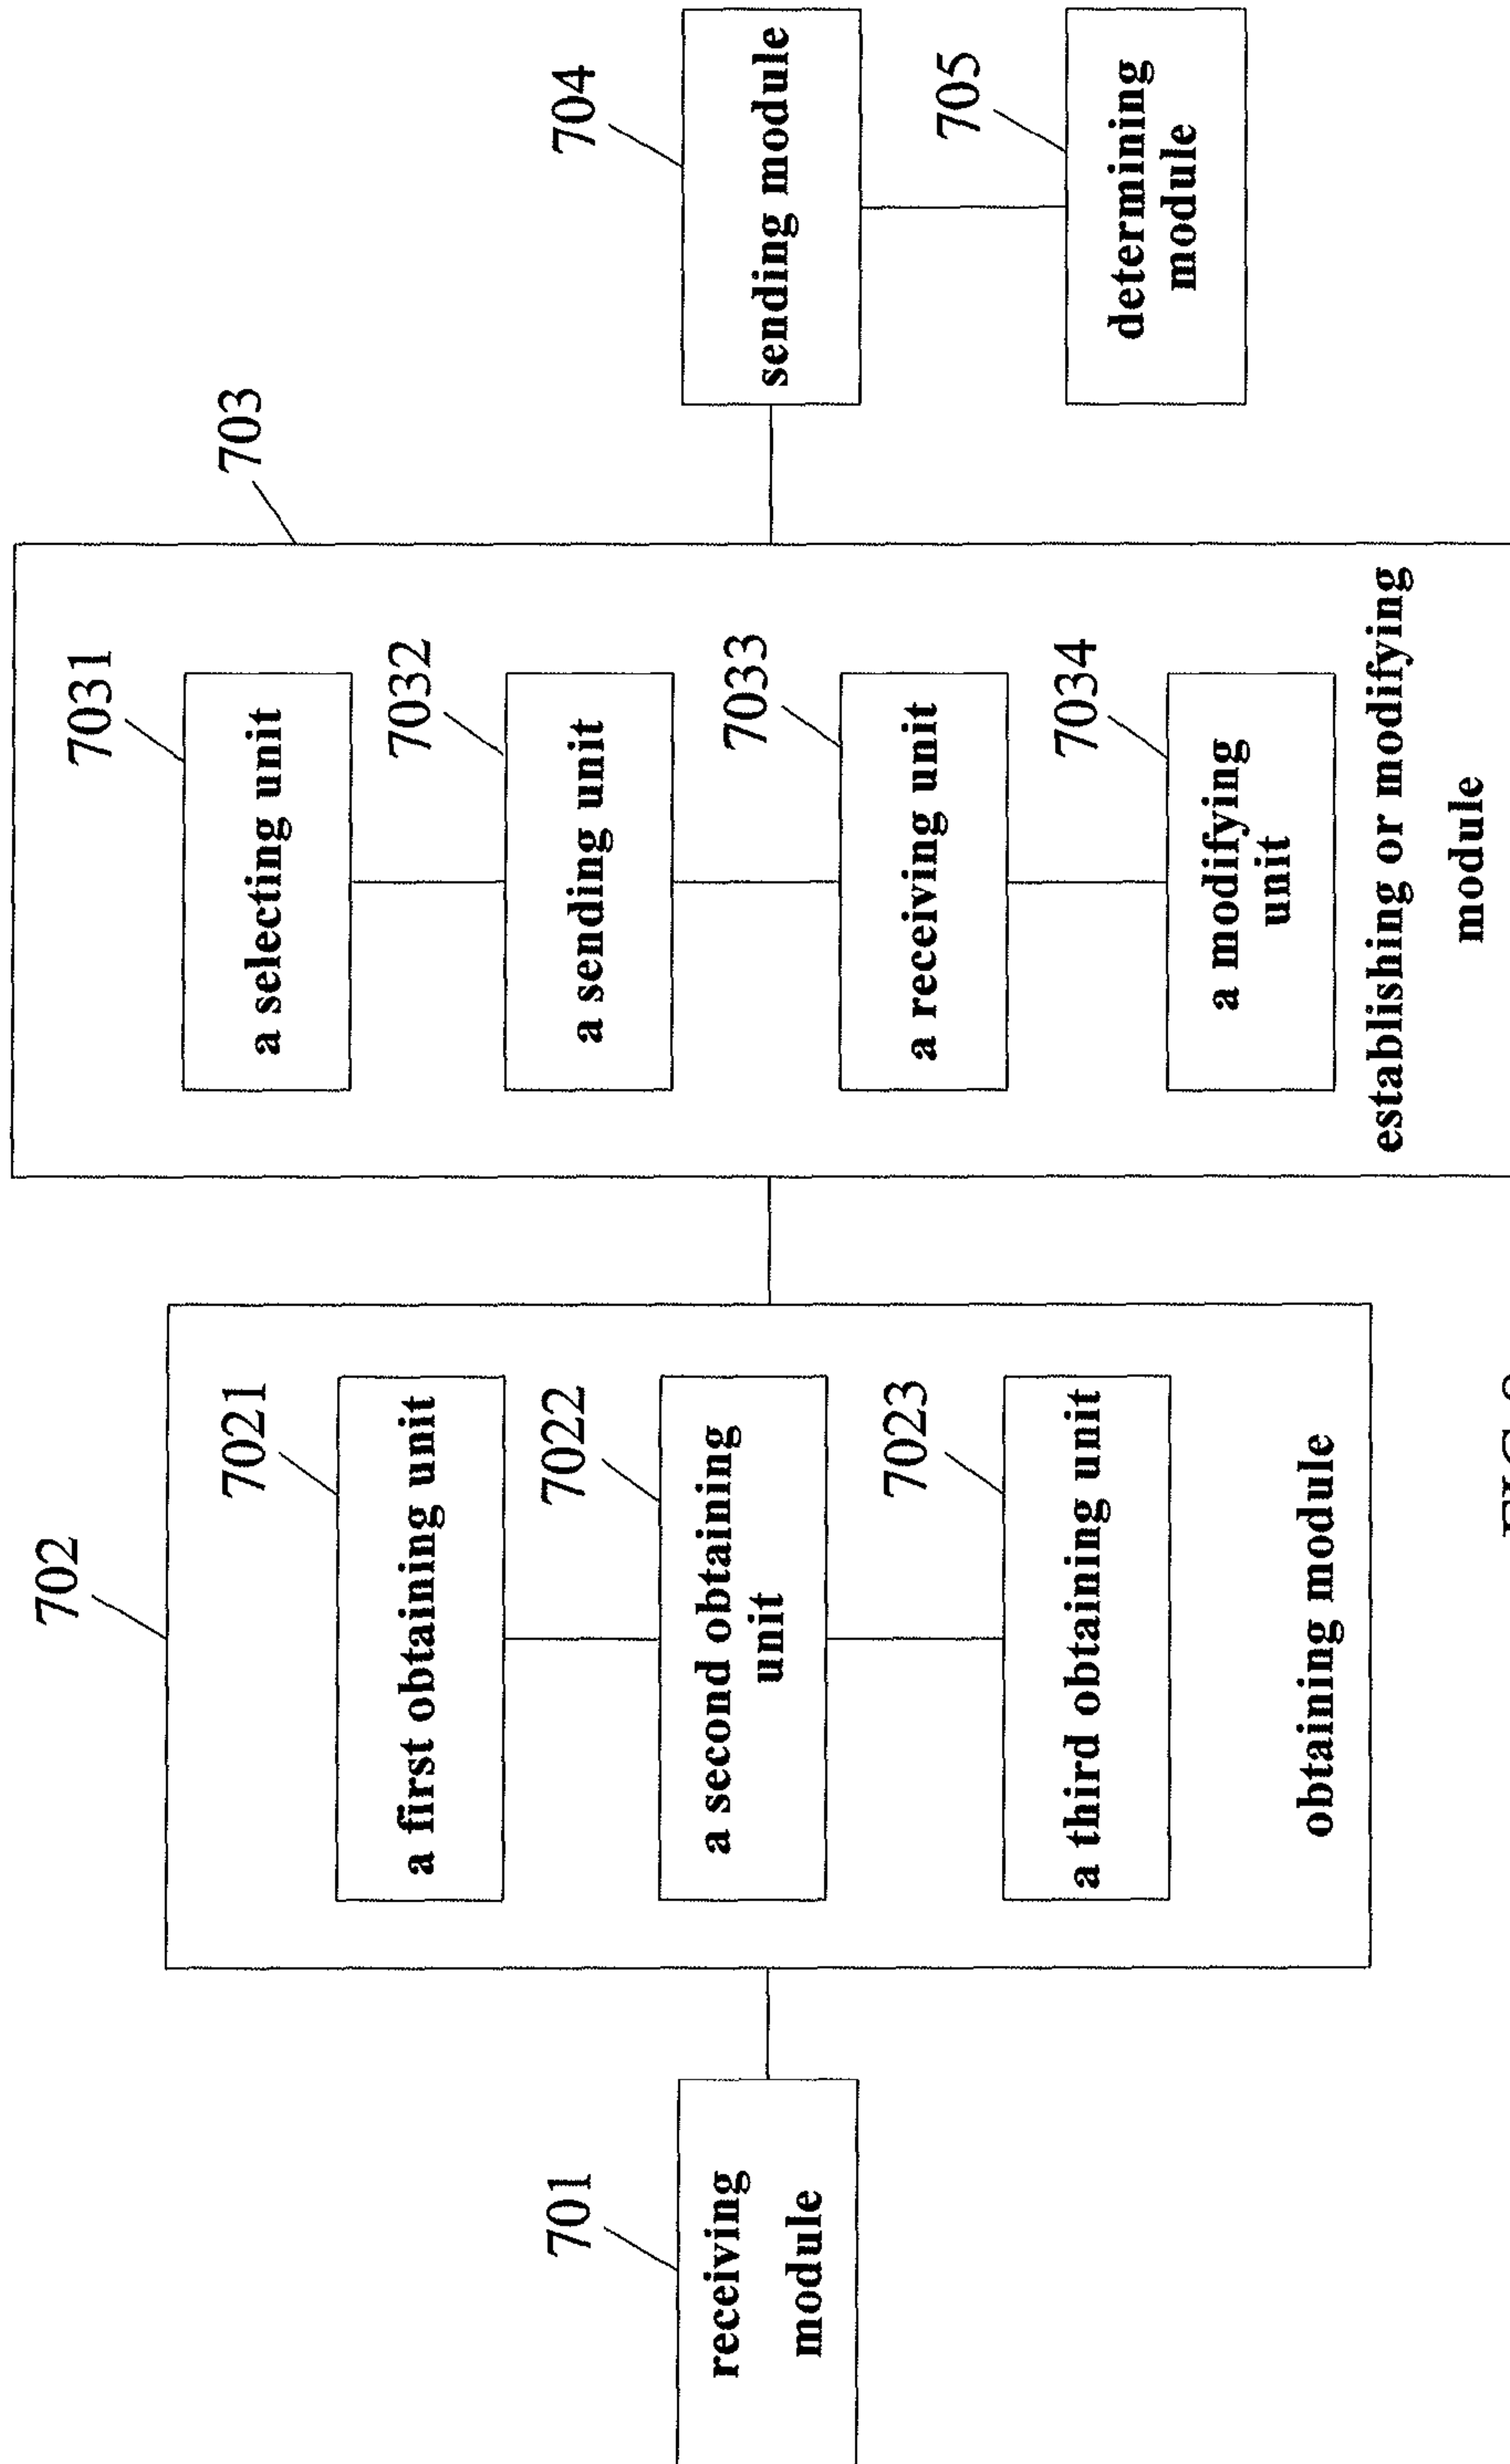 701
receiving
module
702
7021
a first obtaining unit
7022
a second obtaining
unit
7023
a third obtaining unit
obtaining module
703
7031
a selecting unit
7032
a sending unit
7033
a receiving unit
7034
a modifying
unit
establishing or modifying
module
704
sending module
705
determining
module
FIG.